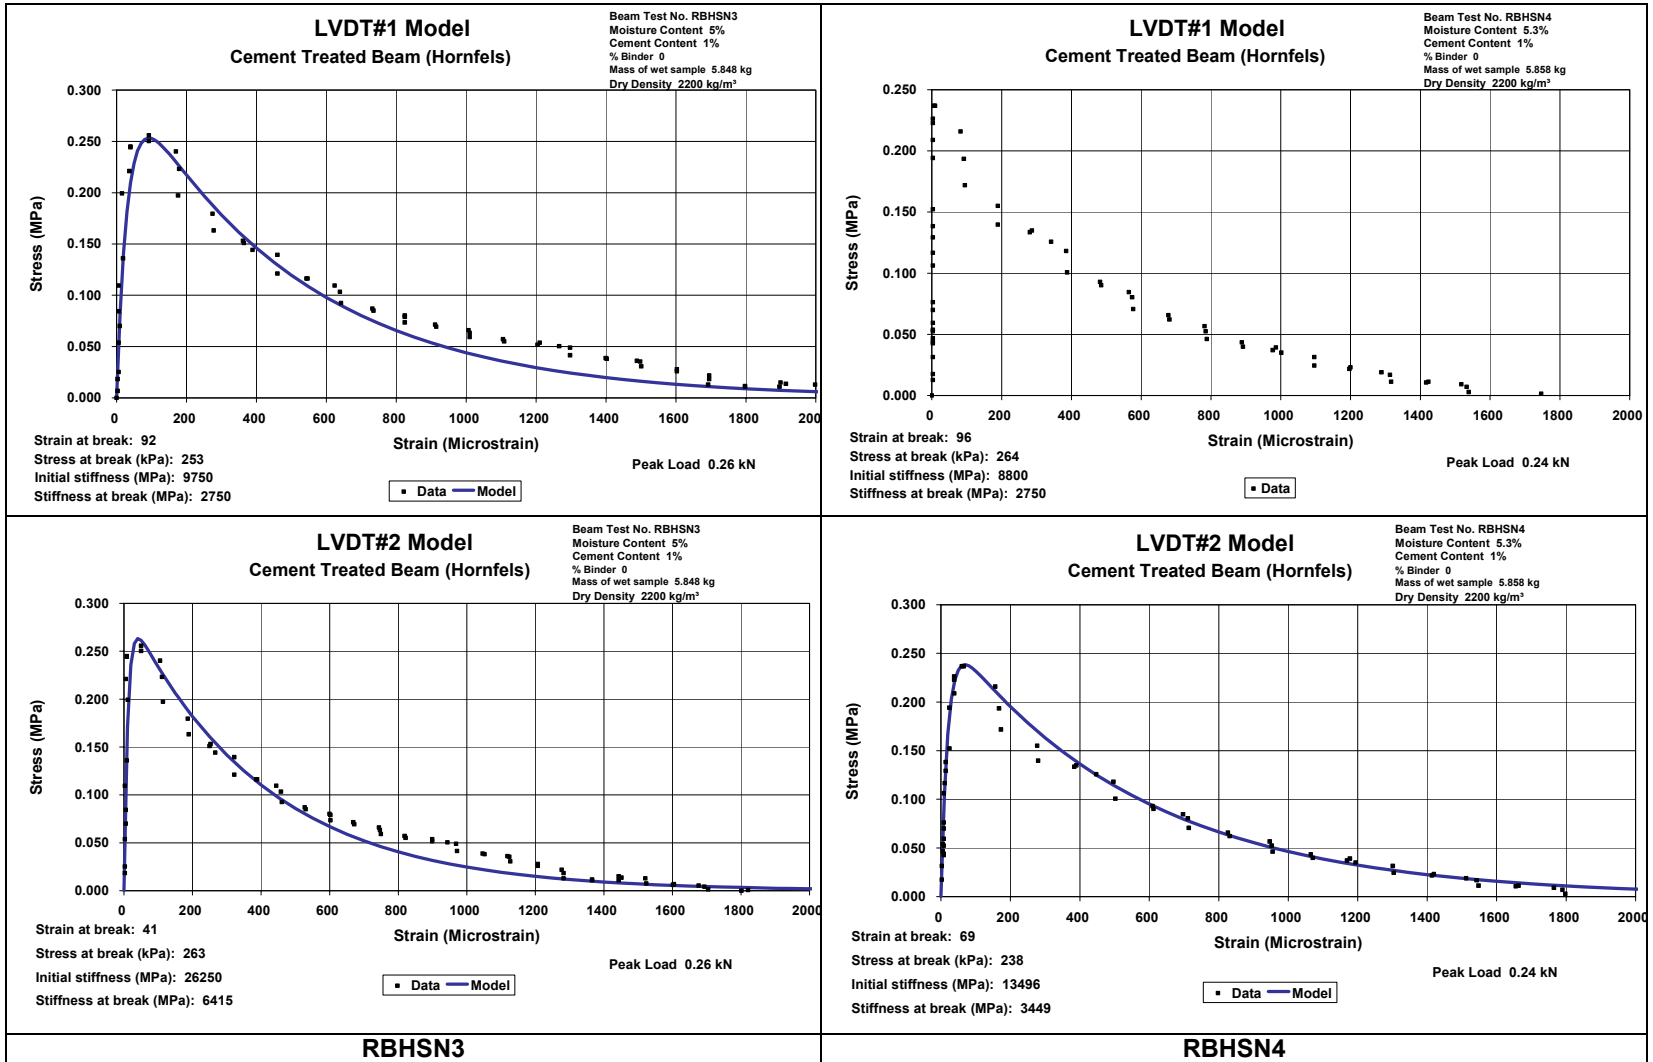 LVDT#1 Model
Cement Treated Beam (Hornfels)
Beam Test No. RBHSN3
Moisture Content 5%
Cement Content 1%
% Binder 0
Mass of wet sample 5.848 kg
Dry Density 2200 kg/m³
0.300
0.250
0.200
0.150
0.100
0.050
0.000
Stress (MPa)
0 200 400 600 800 1000 1200 1400 1600 1800 200
Strain (Microstrain)
Strain at break: 92
Stress at break (kPa): 253
Initial stiffness (MPa): 9750
Stiffness at break (MPa): 2750
Peak Load 0.26 kN
Data Model
LVDT#1 Model
Cement Treated Beam (Hornfels)
Beam Test No. RBHSN4
Moisture Content 5.3%
Cement Content 1%
% Binder 0
Mass of wet sample 5.858 kg
Dry Density 2200 kg/m³
0.250
0.200
0.150
0.100
0.050
0.000
Stress (MPa)
0 200 400 600 800 1000 1200 1400 1600 1800 2000
Strain (Microstrain)
Strain at break: 96
Stress at break (kPa): 264
Initial stiffness (MPa): 8800
Stiffness at break (MPa): 2750
Peak Load 0.24 kN
Data
LVDT#2 Model
Cement Treated Beam (Hornfels)
Beam Test No. RBHSN3
Moisture Content 5%
Cement Content 1%
% Binder 0
Mass of wet sample 5.848 kg
Dry Density 2200 kg/m³
0.300
0.250
0.200
0.150
0.100
0.050
0.000
Stress (MPa)
0 200 400 600 800 1000 1200 1400 1600 1800 2000
Strain (Microstrain)
Strain at break: 41
Stress at break (kPa): 263
Initial stiffness (MPa): 26250
Stiffness at break (MPa): 6415
Peak Load 0.26 kN
Data Model
LVDT#2 Model
Cement Treated Beam (Hornfels)
Beam Test No. RBHSN4
Moisture Content 5.3%
Cement Content 1%
% Binder 0
Mass of wet sample 5.858 kg
Dry Density 2200 kg/m³
0.300
0.250
0.200
0.150
0.100
0.050
0.000
Stress (MPa)
0 200 400 600 800 1000 1200 1400 1600 1800 2000
Strain (Microstrain)
Strain at break: 69
Stress at break (kPa): 238
Initial stiffness (MPa): 13496
Stiffness at break (MPa): 3449
Peak Load 0.24 kN
Data Model
RBHSN3
RBHSN4